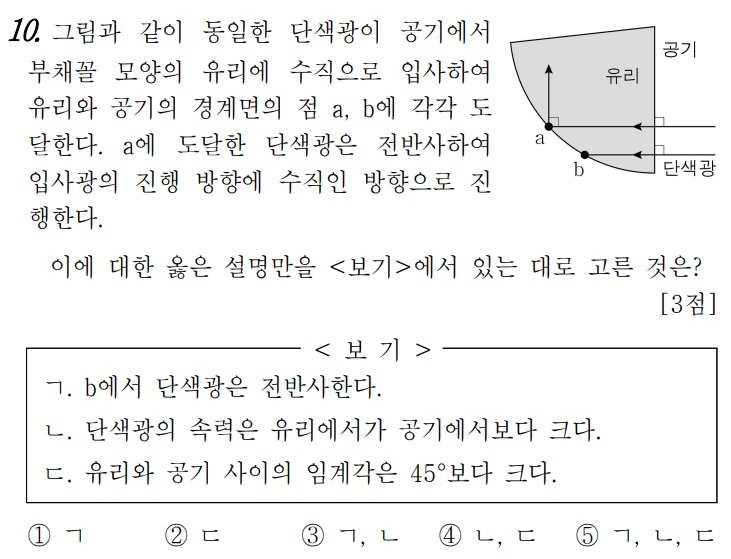 10. 그림과 같이 동일한 단색광이 공기에서
부채꼴 모양의 유리에 수직으로 입사하여
유리와 공기의 경계면의 점 a, b에 각각 도
달한다. a에 도달한 단색광은 전반사하여
입사광의 진행 방향에 수직인 방향으로 진
행한다.
공기
유리
a
b
단색광
이에 대한 옳은 설명만을 <보기>에서 있는 대로 고른 것은?
[3점]
< 보 기 >
ㄱ. b에서 단색광은 전반사한다.
ㄴ. 단색광의 속력은 유리에서가 공기에서보다 크다.
ㄷ. 유리와 공기 사이의 임계각은 45°보다 크다.
① ㄱ ② ㄷ ③ ㄱ, ㄴ ④ ㄴ, ㄷ ⑤ ㄱ, ㄴ, ㄷ